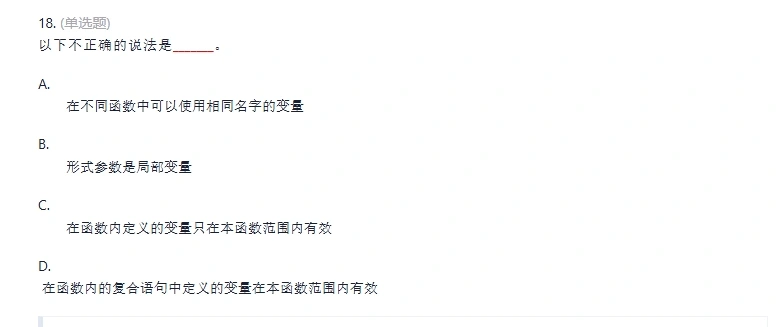 18. (单选题)
以下不正确的说法是______。
A.
在不同函数中可以使用相同名字的变量
B.
形式参数是局部变量
C.
在函数内定义的变量只在本函数范围内有效
D.
在函数内的复合语句中定义的变量在本函数范围内有效